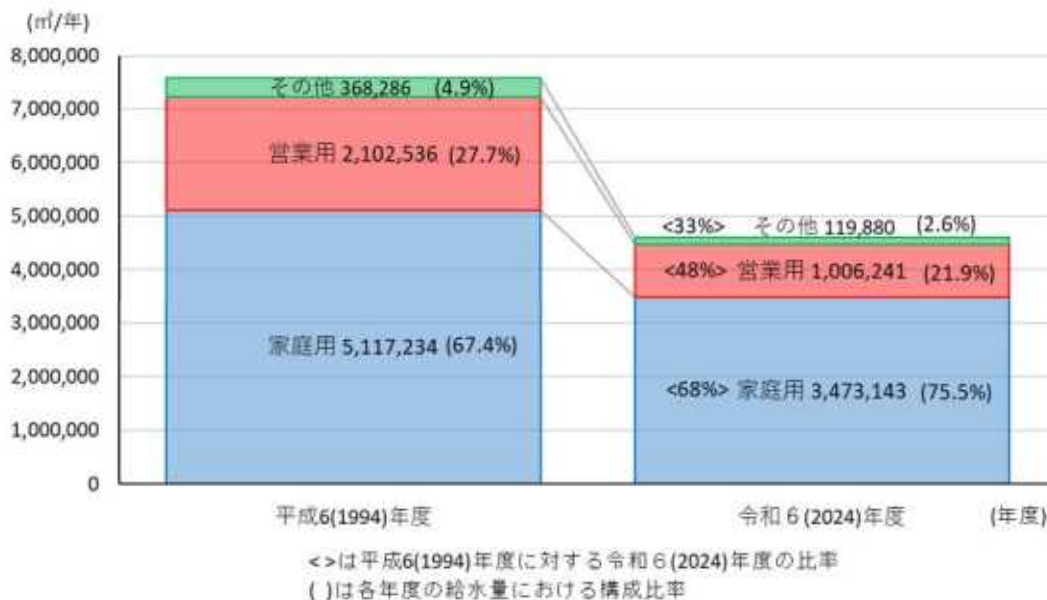 (㎥/年)
8,000,000
7,000,000
6,000,000
5,000,000
4,000,000
3,000,000
2,000,000
1,000,000
0
その他 368,286 (4.9%)
営業用 2,102,536 (27.7%)
家庭用 5,117,234 (67.4%)
<33%> その他 119,880 (2.6%)
<48%> 営業用 1,006,241 (21.9%)
<68%> 家庭用 3,473,143 (75.5%)
平成6(1994)年度 令和6(2024)年度 (年度)
< >は平成6(1994)年度に対する令和6(2024)年度の比率
( )は各年度の給水量における構成比率